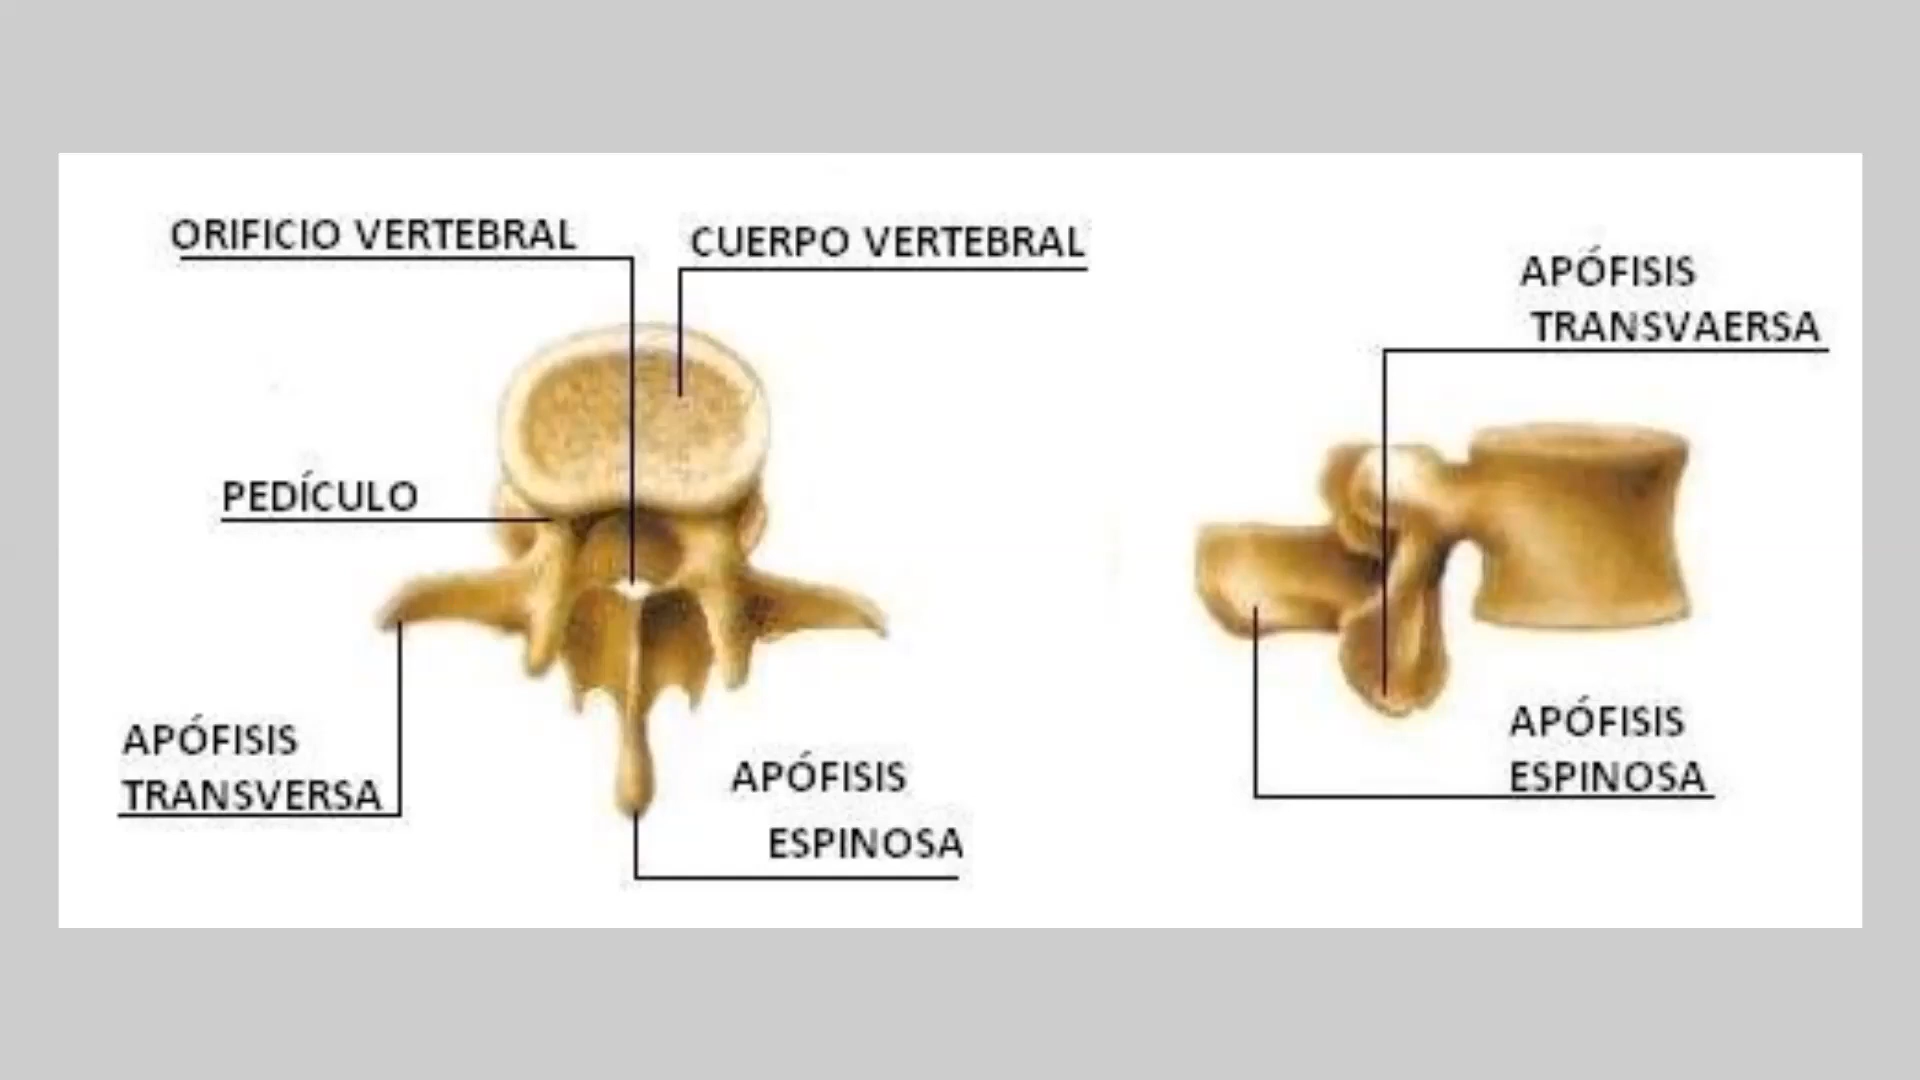 ORIFICIO VERTEBRAL
CUERPO VERTEBRAL
PEDÍCULO
APÓFISIS
TRANSVERSA
APÓFISIS
ESPINOSA
APÓFISIS
TRANSVAERSA
APÓFISIS
ESPINOSA